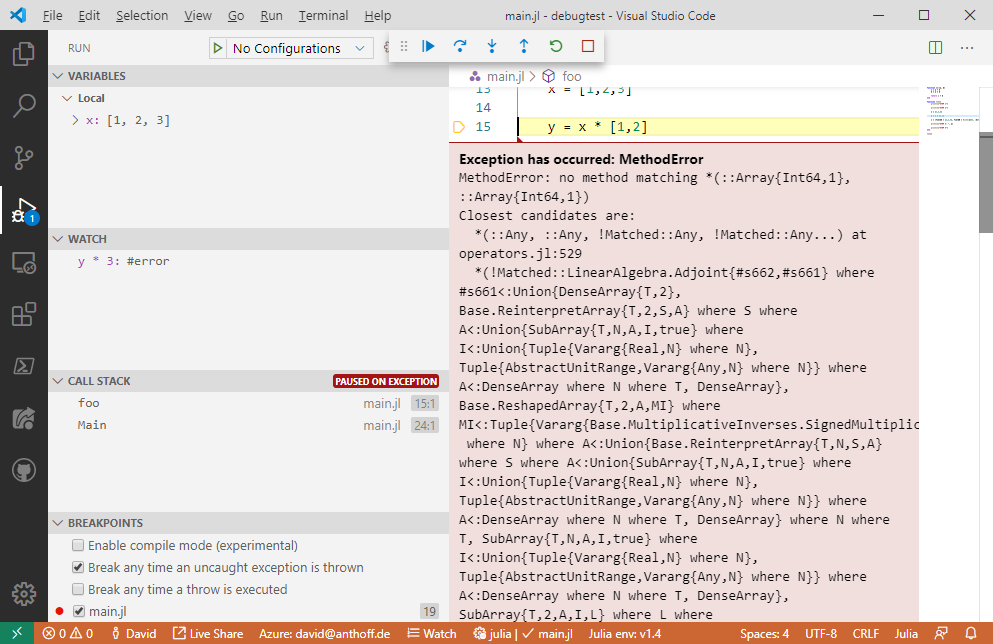 File Edit Selection View Go Run Terminal Help main.jl - debugtest - Visual Studio Code
RUN No Configurations
main.jl > foo
VARIABLES
Local
x: [1, 2, 3]
WATCH
y * 3: #error
CALL STACK PAUSED ON EXCEPTION
foo main.jl 15:1
Main main.jl 24:1
BREAKPOINTS
Enable compile mode (experimental)
Break any time an uncaught exception is thrown
Break any time a throw is executed
main.jl 19
1
13 x = [1,2,3]
14
15 y = x * [1,2]
Exception has occurred: MethodError
MethodError: no method matching *(::Array{Int64,1},
::Array{Int64,1})
Closest candidates are:
*(::Any, ::Any, !Matched::Any, !Matched::Any...) at
operators.jl:529
*(!Matched::LinearAlgebra.Adjoint{#s662,#s661} where
#s661<:Union{DenseArray{T,2},
Base.ReinterpretArray{T,2,S,A} where S where
A<:Union{SubArray{T,N,A,I,true} where
I<:Union{Tuple{Vararg{Real,N} where N},
Tuple{AbstractUnitRange,Vararg{Any,N} where N}} where
A<:DenseArray where N where T, DenseArray},
Base.ReshapedArray{T,2,A,MI} where
MI<:Tuple{Vararg{Base.MultiplicativeInverses.SignedMultiplic
where N} where A<:Union{Base.ReinterpretArray{T,N,S,A}
where S where A<:Union{SubArray{T,N,A,I,true} where
I<:Union{Tuple{Vararg{Real,N} where N},
Tuple{AbstractUnitRange,Vararg{Any,N} where N}} where
A<:DenseArray where N where T, DenseArray} where N where
T, SubArray{T,N,A,I,true} where
I<:Union{Tuple{Vararg{Real,N} where N},
Tuple{AbstractUnitRange,Vararg{Any,N} where N}} where
A<:DenseArray where N where T, DenseArray},
SubArray{T,2,A,I,L} where L where
0 0 David Live Share Azure: david@anthoff.de Watch julia | main.jl Julia env: v1.4 Spaces: 4 UTF-8 CRLF Julia